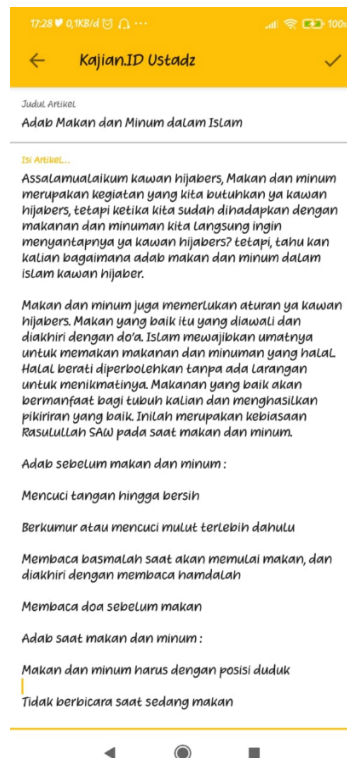 17:28 0,1KB/d ... 100
Kajian.ID Ustadz
Judul Artikel
Adab Makan dan Minum dalam Islam
Isi Artikel...
Assalamualaikum kawan hijabers, Makan dan minum
merupakan kegiatan yang kita butuhkan ya kawan
hijabers, tetapi ketika kita sudah dihadapkan dengan
makanan dan minuman kita langsung ingin
menyantapnya ya kawan hijabers? tetapi, tahu kan
kalian bagaimana adab makan dan minum dalam
islam kawan hijaber.
Makan dan minum juga memerlukan aturan ya kawan
hijabers. Makan yang baik itu yang diawali dan
diakhiri dengan do'a. Islam mewajibkan umatnya
untuk memakan makanan dan minuman yang halal.
Halal berati diperbolehkan tanpa ada larangan
untuk menikmatinya. Makanan yang baik akan
bermanfaat bagi tubuh kalian dan menghasilkan
pikiriran yang baik. Inilah merupakan kebiasaan
Rasulullah SAW pada saat makan dan minum.
Adab sebelum makan dan minum :
Mencuci tangan hingga bersih
Berkumur atau mencuci mulut terlebih dahulu
Membaca basmalah saat akan memulai makan, dan
diakhiri dengan membaca hamdalah
Membaca doa sebelum makan
Adab saat makan dan minum :
Makan dan minum harus dengan posisi duduk
Tidak berbicara saat sedang makan